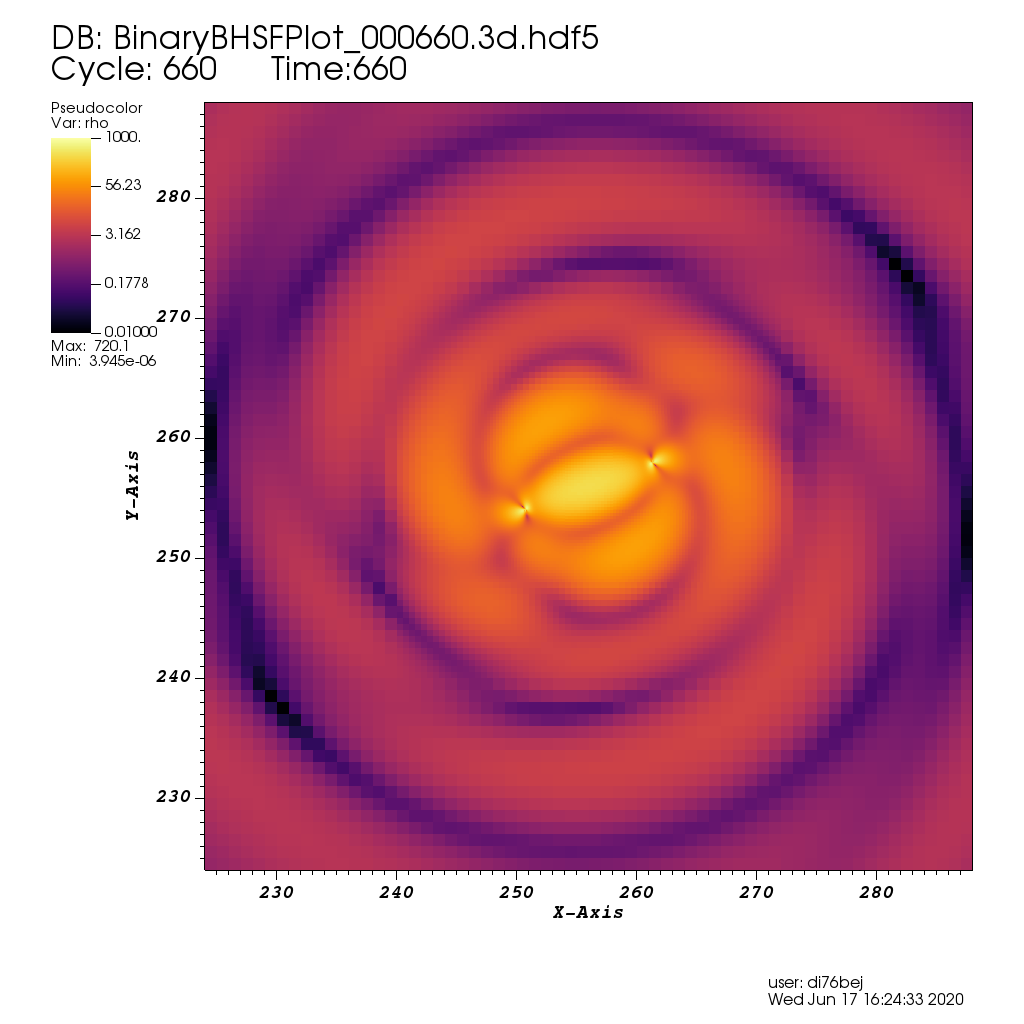 DB: BinaryBHSFPlot_000660.3d.hdf5
Cycle: 660 Time:660
Pseudocolor
Var: rho
1000.
56.23
3.162
0.1778
0.01000
Max: 720.1
Min: 3.945e-06
280
270
260
250
240
230
Y-Axis
230 240 250 260 270 280
X-Axis
user: di76bej
Wed Jun 17 16:24:33 2020